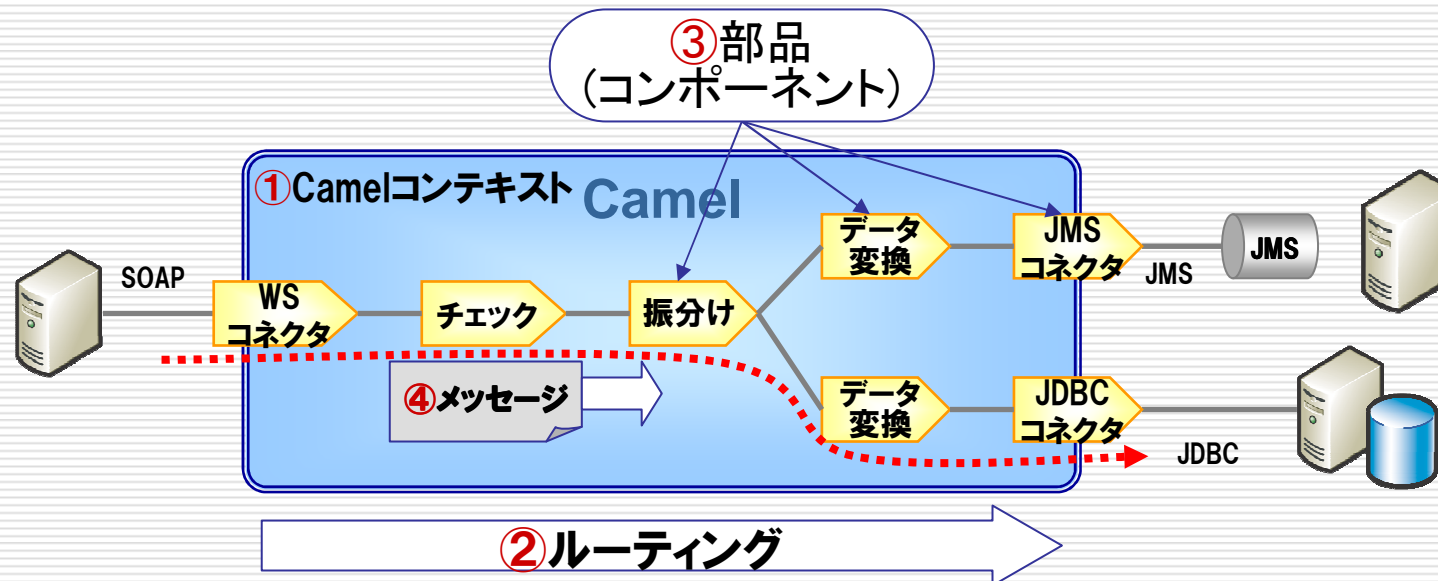 ③部品
(コンポーネント)
①Camelコンテキスト
Camel
データ
変換
JMS
コネクタ
JMS
JMS
SOAP
WS
コネクタ
チェック
振分け
④メッセージ
データ
変換
JDBC
コネクタ
JDBC
②ルーティング